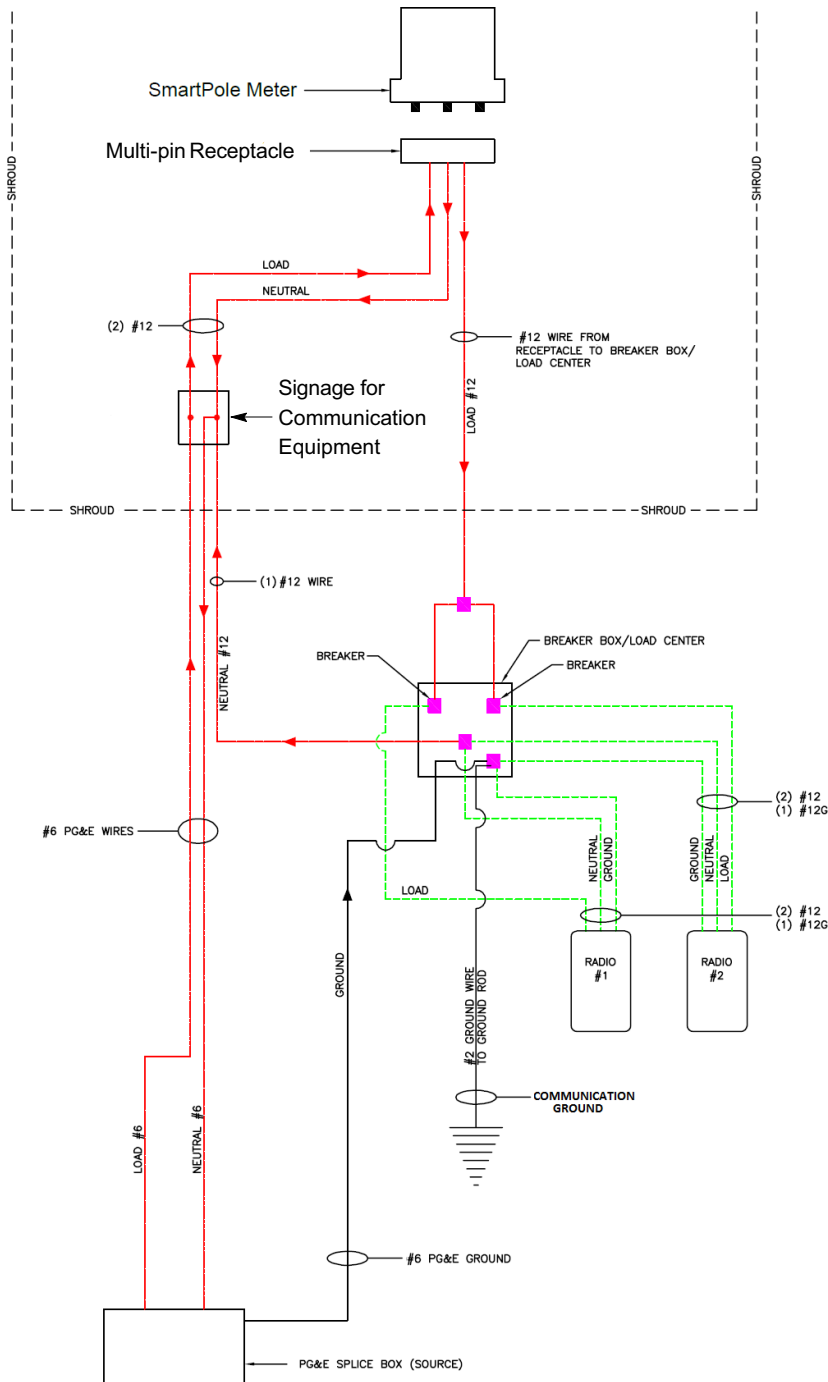 SmartPole Meter
Multi-pin Receptacle
SHROUD
SHROUD
LOAD
NEUTRAL
(2) #12
#12 WIRE FROM
RECEPTACLE TO BREAKER BOX/
LOAD CENTER
Signage for
Communication
Equipment
LOAD #12
SHROUD
SHROUD
(1) #12 WIRE
NEUTRAL #12
BREAKER BOX/LOAD CENTER
BREAKER
BREAKER
(2) #12
(1) #12G
#6 PG&E WIRES
NEUTRAL
GROUND
GROUND
NEUTRAL
LOAD
LOAD
(2) #12
(1) #12G
RADIO
#1
RADIO
#2
GROUND
#2 GROUND WIRE
TO GROUND ROD
COMMUNICATION
GROUND
LOAD #6
NEUTRAL #6
#6 PG&E GROUND
PG&E SPLICE BOX (SOURCE)